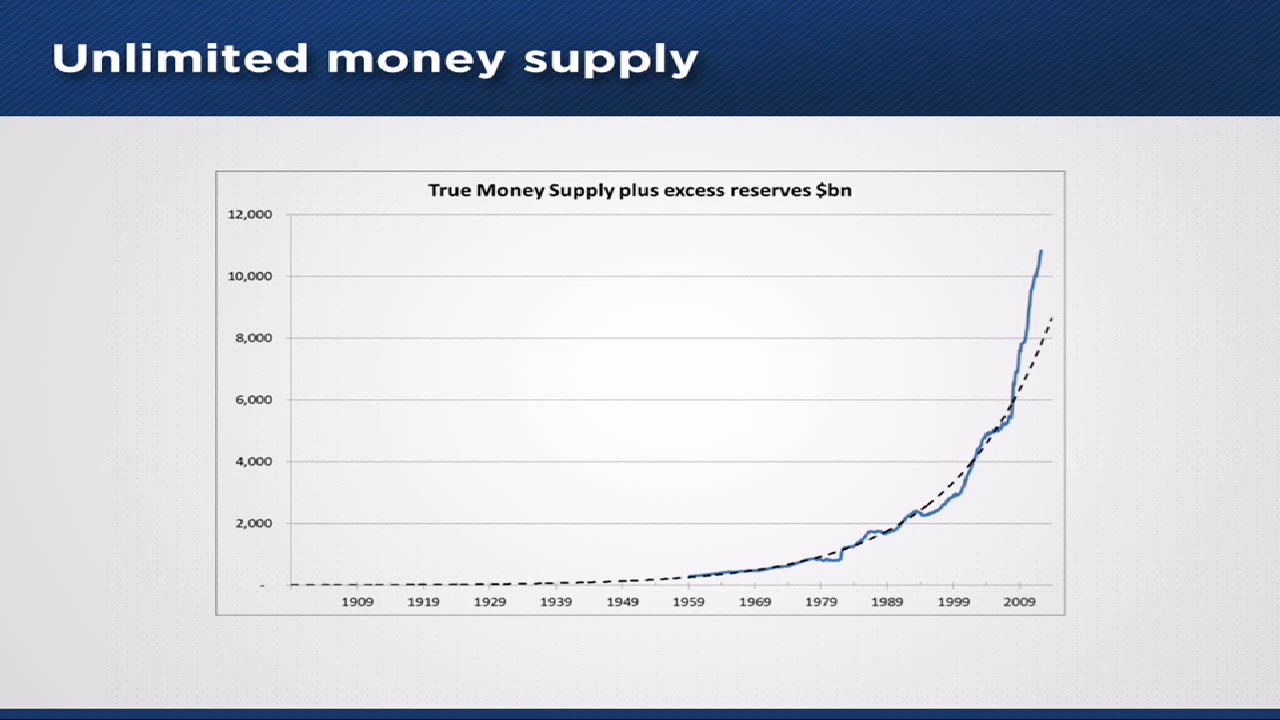 Unlimited money supply
True Money Supply plus excess reserves $bn
12,000
10,000
8,000
6,000
4,000
2,000
-
1909 1919 1929 1939 1949 1959 1969 1979 1989 1999 2009